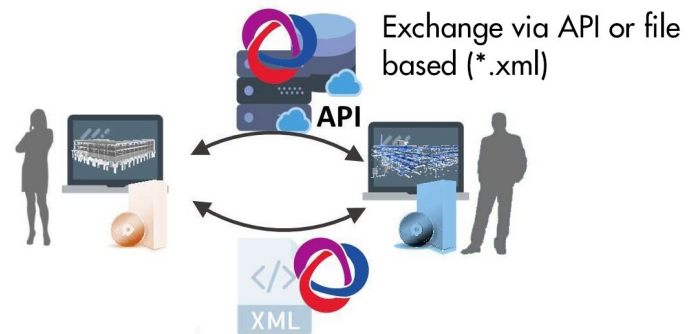 Exchange via API or file
based (*.xml)
API
</>
XML